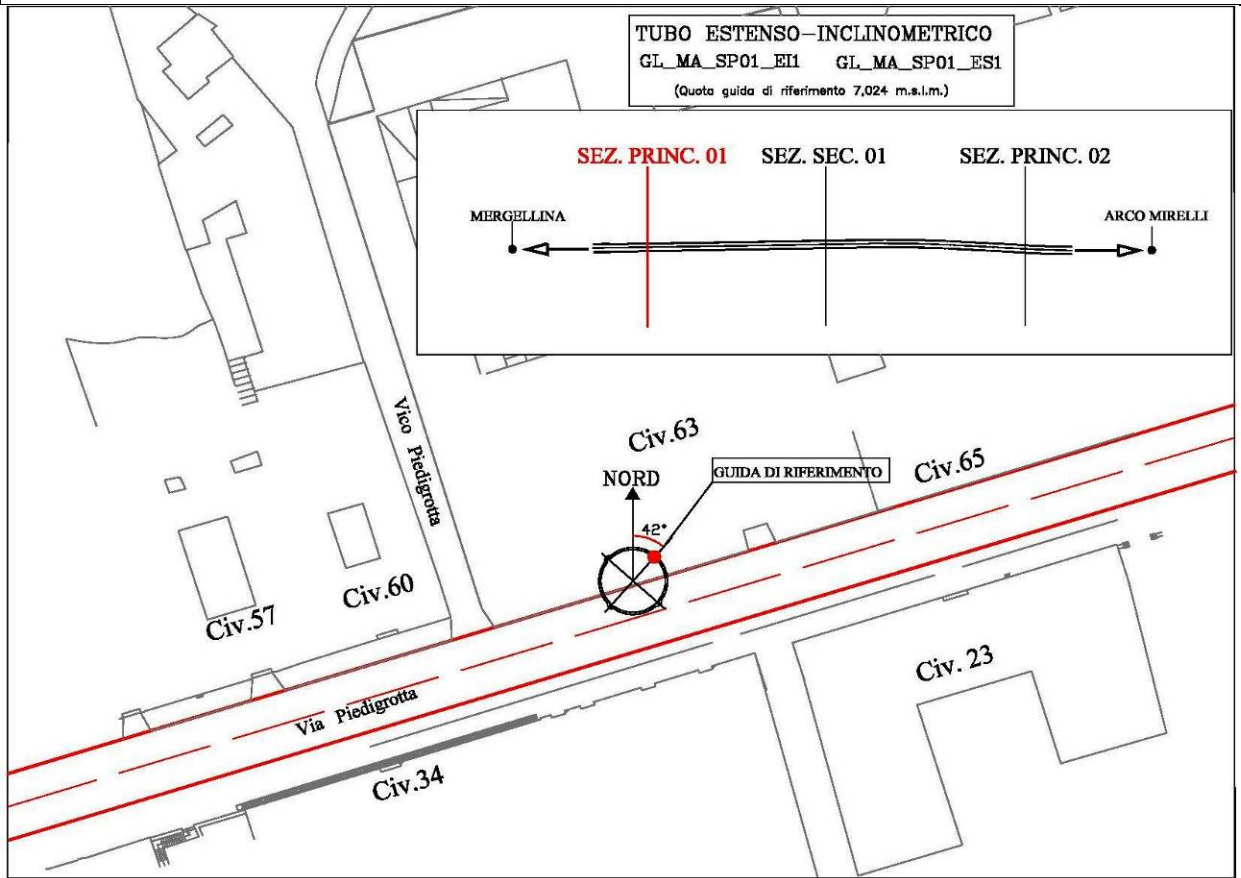 TUBO ESTENSO-INCLINOMETRICO
GL_MA_SP01_EI1 GL_MA_SP01_ES1
(Quota guida di riferimento 7,024 m.s.l.m.)
SEZ. PRINC. 01 SEZ. SEC. 01 SEZ. PRINC. 02
MERGELLINA ARCO MIRELLI
Vico Piedigrotta
Civ.63
Civ.65
GUIDA DI RIFERIMENTO
NORD
42°
Civ.60
Civ.57
Civ. 23
Via Piedigrotta
Civ.34